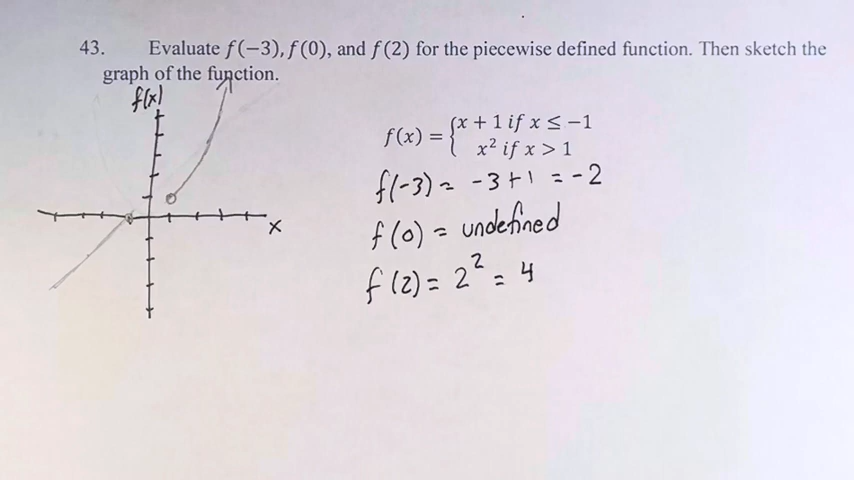 43. Evaluate f(−3), f(0), and f(2) for the piecewise defined function. Then sketch the
graph of the function.
f(x)
f(x) = { x + 1 if x ≤ −1
x² if x > 1
f(-3) = -3+1 = -2
x
f(0) = undefined
f(2) = 2² = 4